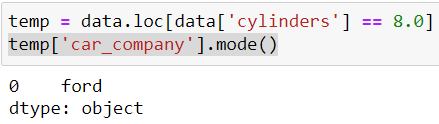 temp = data.loc[data['cylinders'] == 8.0]
temp['car_company'].mode()
0    ford
dtype: object